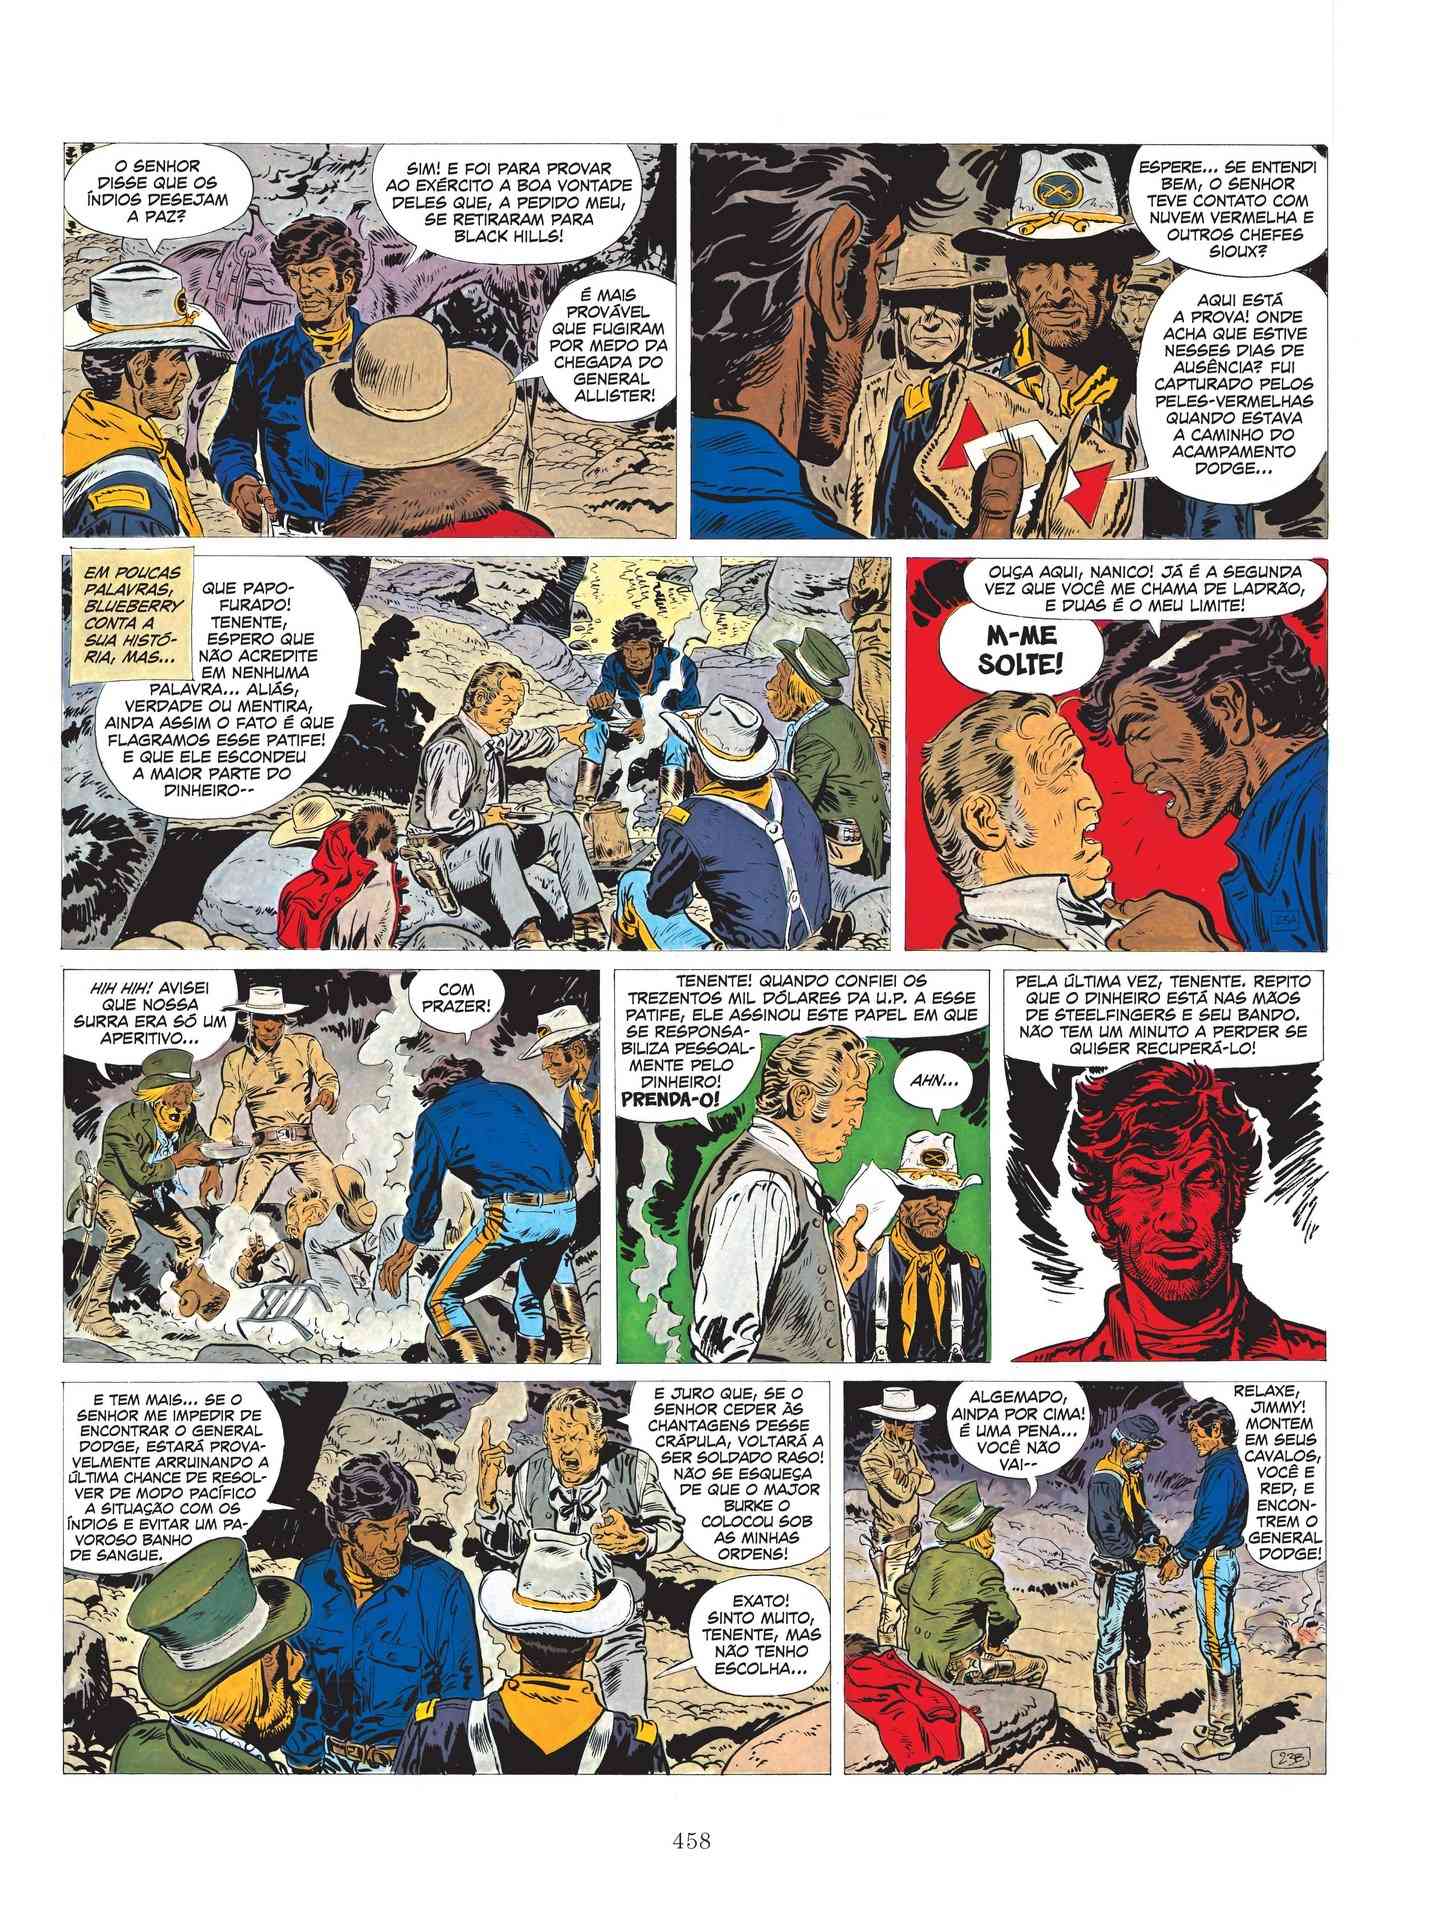 O SENHOR
DISSE QUE OS
ÍNDIOS DESEJAM
A PAZ?
SIM! E FOI PARA PROVAR
AO EXÉRCITO A BOA VONTADE
DELES QUE, A PEDIDO MEU,
SE RETIRARAM PARA
BLACK HILLS!
É MAIS
PROVÁVEL
QUE FUGIRAM
POR MEDO DA
CHEGADA DO
GENERAL
ALLISTER!
ESPERE... SE ENTENDI
BEM, O SENHOR
TEVE CONTATO COM
NUVEM VERMELHA E
OUTROS CHEFES
SIOUX?
AQUI ESTÁ
A PROVA! ONDE
ACHA QUE ESTIVE
NESSES DIAS DE
AUSÊNCIA? FUI
CAPTURADO PELOS
PELES-VERMELHAS
QUANDO ESTAVA
A CAMINHO DO
ACAMPAMENTO
DODGE...
EM POUCAS
PALAVRAS,
BLUEBERRY
CONTA A
SUA HISTÓ-
RIA, MAS...
QUE PAPO-
FURADO!
TENENTE,
ESPERO QUE
NÃO ACREDITE
EM NENHUMA
PALAVRA... ALIÁS,
VERDADE OU MENTIRA,
AINDA ASSIM O FATO É QUE
FLAGRAMOS ESSE PATIFE!
E QUE ELE ESCONDEU
A MAIOR PARTE DO
DINHEIRO--
OUÇA AQUI, NANICO! JÁ É A SEGUNDA
VEZ QUE VOCÊ ME CHAMA DE LADRÃO,
E DUAS É O MEU LIMITE!
M-ME
SOLTE!
23A
HIH HIH! AVISEI
QUE NOSSA
SURRA ERA SÓ UM
APERITIVO...
COM
PRAZER!
TENENTE! QUANDO CONFIEI OS
TREZENTOS MIL DÓLARES DA U.P. A ESSE
PATIFE, ELE ASSINOU ESTE PAPEL EM QUE
SE RESPONSA-
BILIZA PESSOAL-
MENTE PELO
DINHEIRO!
PRENDA-O!
AHN...
PELA ÚLTIMA VEZ, TENENTE. REPITO
QUE O DINHEIRO ESTÁ NAS MÃOS
DE STEELFINGERS E SEU BANDO.
NÃO TEM UM MINUTO A PERDER SE
QUISER RECUPERÁ-LO!
E TEM MAIS... SE O
SENHOR ME IMPEDIR DE
ENCONTRAR O GENERAL
DODGE, ESTARÁ PROVA-
VELMENTE ARRUINANDO A
ÚLTIMA CHANCE DE RESOL-
VER DE MODO PACÍFICO
A SITUAÇÃO COM OS
ÍNDIOS E EVITAR UM PA-
VOROSO BANHO
DE SANGUE.
E JURO QUE, SE O
SENHOR CEDER ÀS
CHANTAGENS DESSE
CRÁPULA, VOLTARÁ A
SER SOLDADO RASO!
NÃO SE ESQUEÇA
DE QUE O MAJOR
BURKE O
COLOCOU SOB
AS MINHAS
ORDENS!
EXATO!
SINTO MUITO,
TENENTE, MAS
NÃO TENHO
ESCOLHA...
ALGEMADO,
AINDA POR CIMA!
É UMA PENA...
VOCÊ NÃO
VAI--
RELAXE,
JIMMY!
MONTEM
EM SEUS
CAVALOS,
VOCÊ E
RED, E
ENCON-
TREM O
GENERAL
DODGE!
23B
458